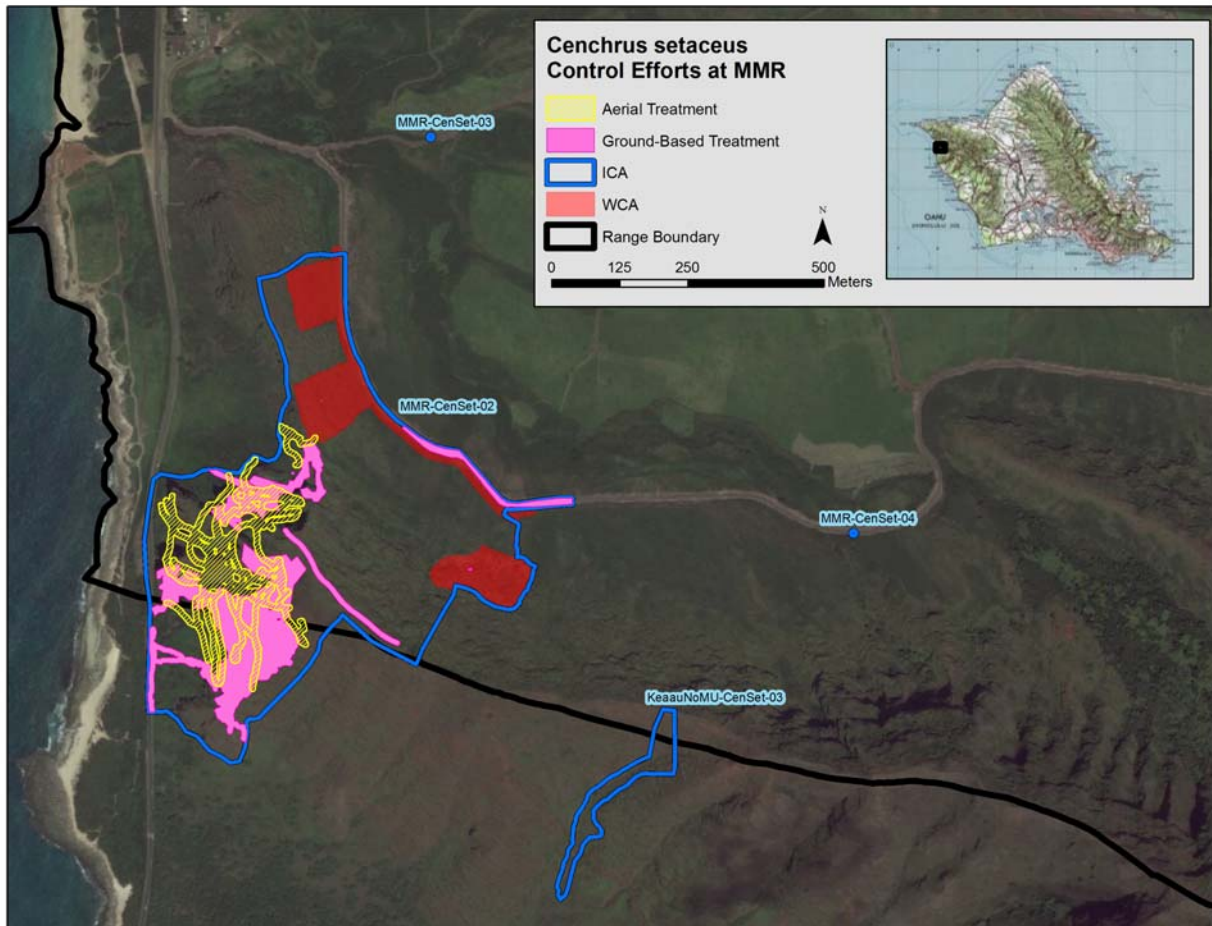 Cenchrus setaceus
Control Efforts at MMR
Aerial Treatment
Ground-Based Treatment
ICA
WCA
Range Boundary
N
0 125 250 500
Meters
OAHU
MMR-CenSet-03
MMR-CenSet-02
MMR-CenSet-04
KeaauNoMU-CenSet-03